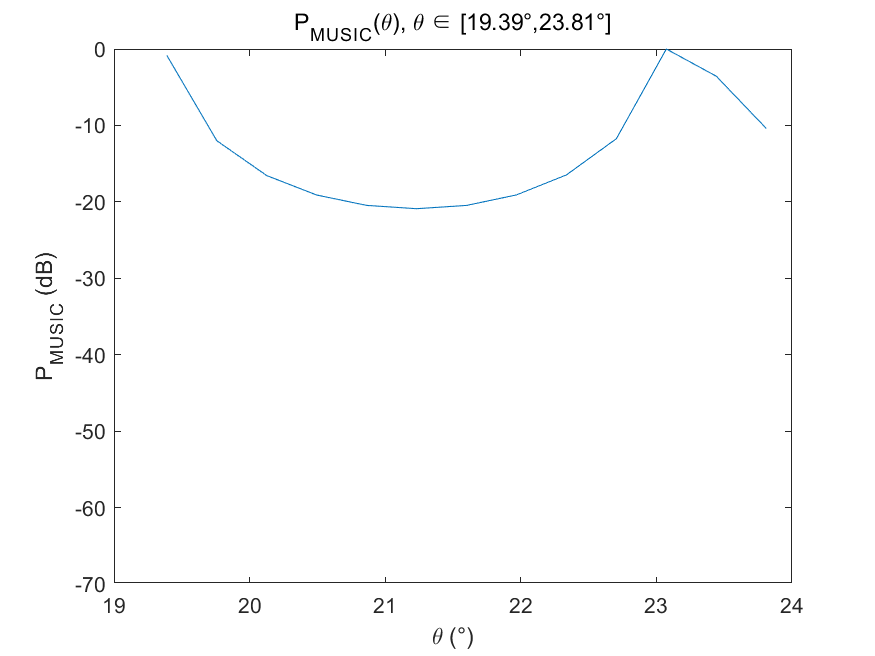 P_MUSIC(θ), θ ∈ [19.39°,23.81°]
0
-10
-20
-30
-40
-50
-60
-70
P_MUSIC (dB)
19 20 21 22 23 24
θ (°)